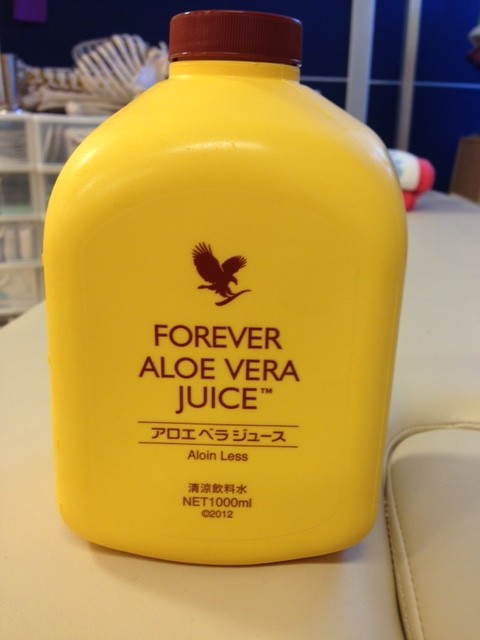 FOREVER
ALOE VERA
JUICE™
アロエベラジュース
Aloin Less
清涼飲料水
NET1000ml
©2012